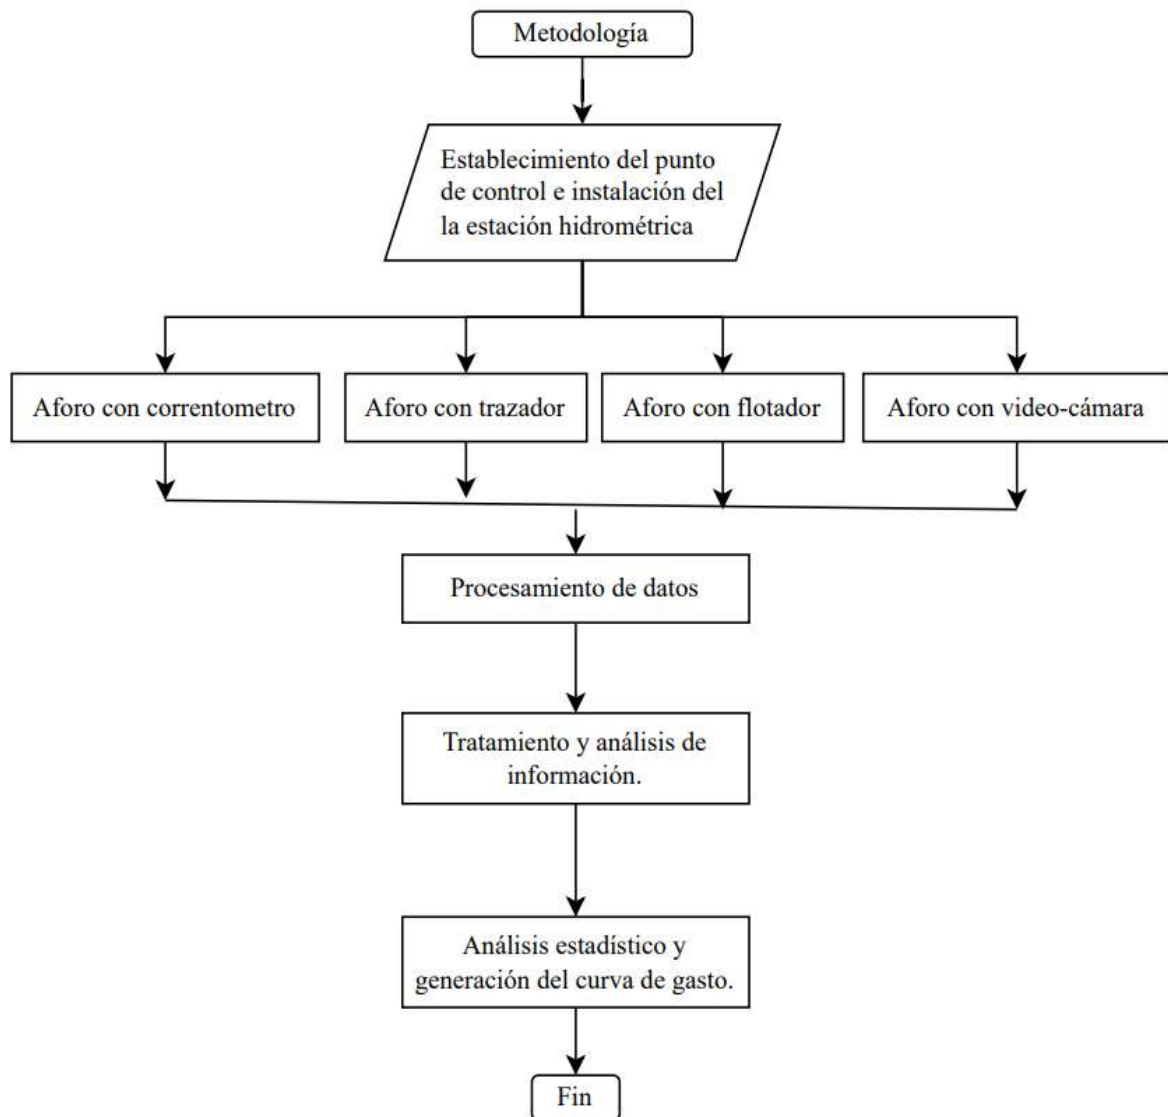 Metodología
Establecimiento del punto
de control e instalación del
la estación hidrométrica
Aforo con correntometro
Aforo con trazador
Aforo con flotador
Aforo con video-cámara
Procesamiento de datos
Tratamiento y análisis de
información.
Análisis estadístico y
generación del curva de gasto.
Fin